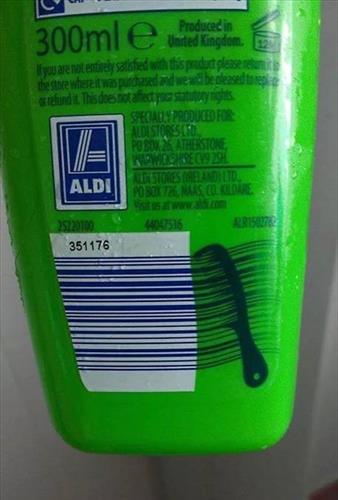 300ml e
Produced in
United Kingdom.
12M
If you are not entirely satisfied with this product please return it to
the store where it was purchased and we will be pleased to replace
or refund it. This does not affect your statutory rights.
SPECIALLY PRODUCED FOR:
ALDI STORES LTD.,
PO BOX 26, ATHERSTONE,
WARWICKSHIRE CV9 2SH.
ALDI STORES (IRELAND) LTD.,
PO BOX 726, NAAS, CO. KILDARE.
Visit us at www.aldi.com
ALDI
25220100 44047536
351176